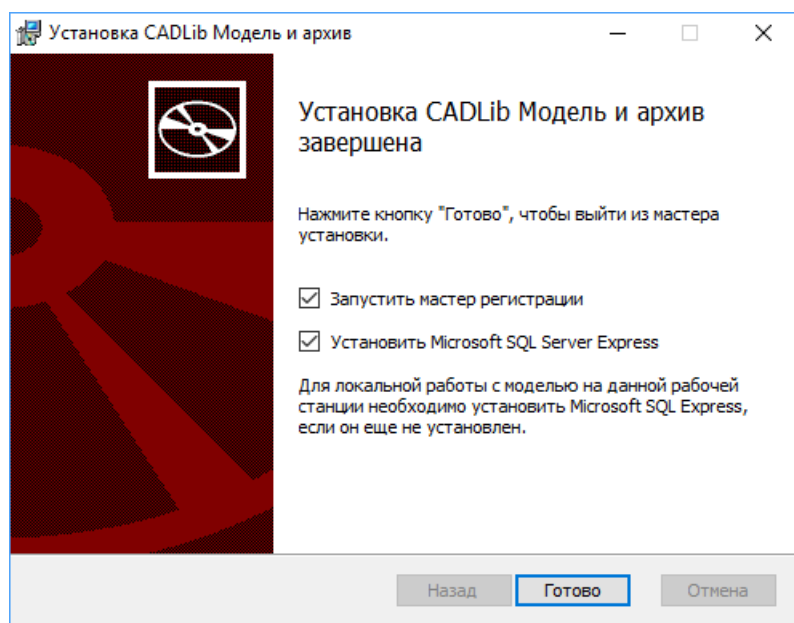 Установка CADLib Модель и архив
Установка CADLib Модель и архив
завершена
Нажмите кнопку "Готово", чтобы выйти из мастера
установки.
Запустить мастер регистрации
Установить Microsoft SQL Server Express
Для локальной работы с моделью на данной рабочей
станции необходимо установить Microsoft SQL Express,
если он еще не установлен.
Назад
Готово
Отмена